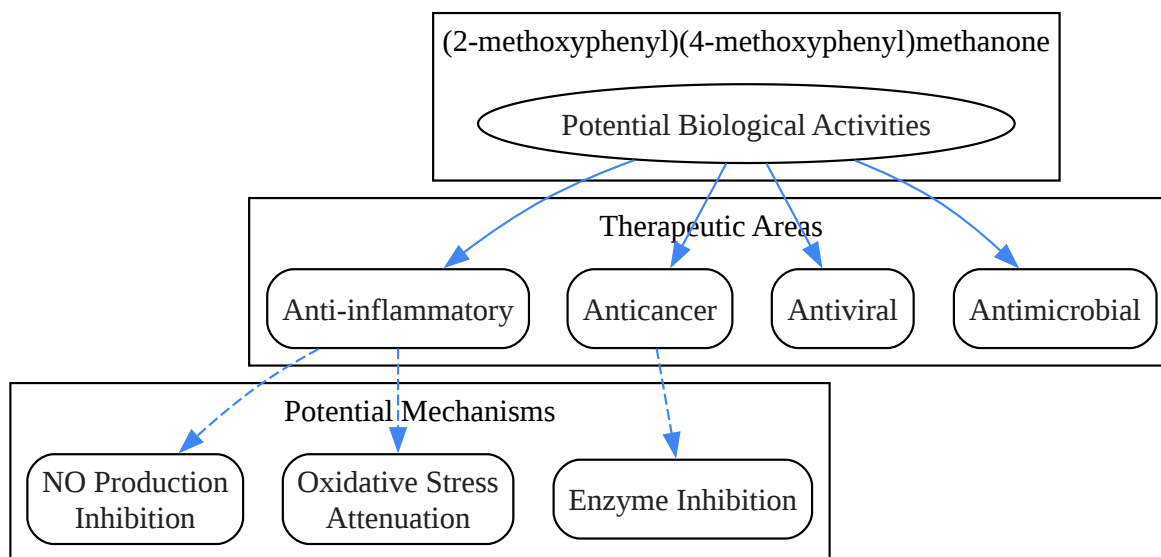 (2-methoxyphenyl)(4-methoxyphenyl)methanone
Potential Biological Activities
Therapeutic Areas
Anti-inflammatory
Anticancer
Antiviral
Antimicrobial
Potential Mechanisms
NO Production
Inhibition
Oxidative Stress
Attenuation
Enzyme Inhibition